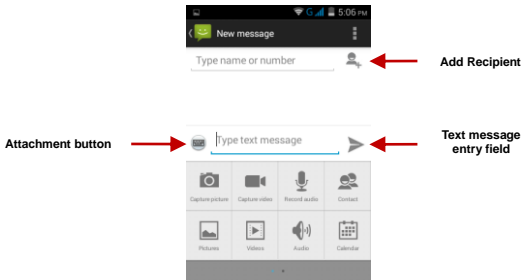 G 5:06 PM
New message
Type name or number
Add Recipient
Attachment button
Type text message
Text message
entry field
Capture picture Capture video Record audio Contact
Pictures Videos Audio Calendar